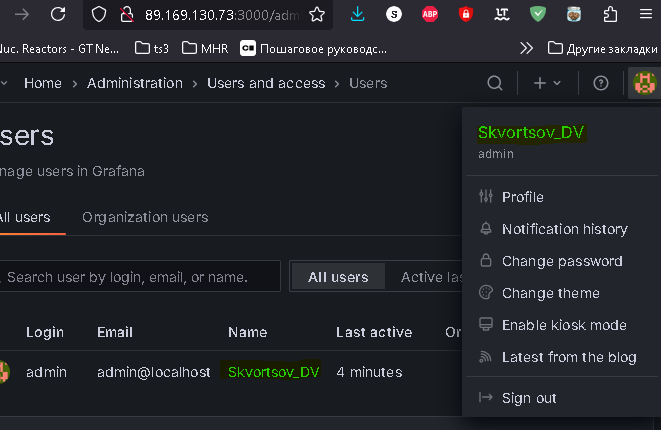 89.169.130.73:3000/adm
S
ABP
Nuc. Reactors - GT Ne...
ts3
MHR
Пошаговое руководс...
Другие закладки
Home > Administration > Users and access > Users
sers
Skvortsov_DV
admin
nage users in Grafana
Profile
All users
Organization users
Notification history
Change password
Search user by login, email, or name.
All users
Active las
Change theme
Enable kiosk mode
Login
Email
Name
Last active
Or
Latest from the blog
admin
admin@localhost
Skvortsov_DV
4 minutes
Sign out